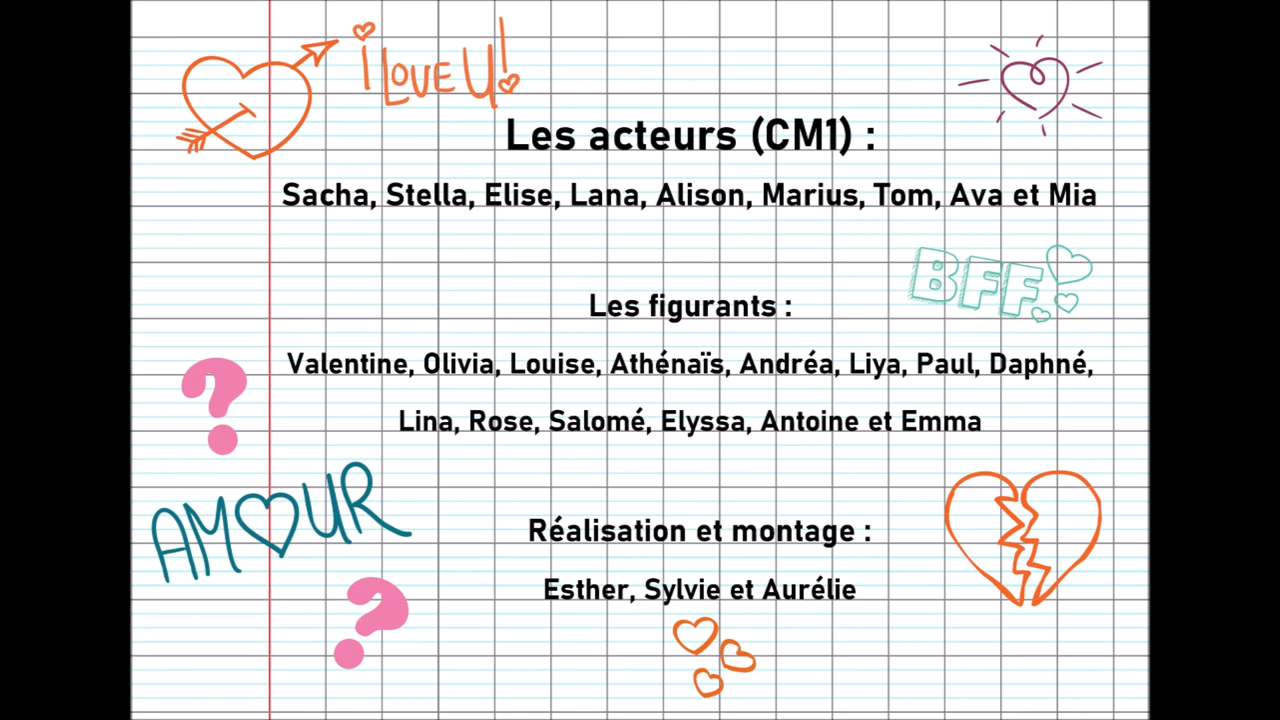 I LOVE U!
Les acteurs (CM1) :
Sacha, Stella, Elise, Lana, Alison, Marius, Tom, Ava et Mia
BFF
Les figurants :
?
Valentine, Olivia, Louise, Athénaïs, Andréa, Liya, Paul, Daphné,
Lina, Rose, Salomé, Elyssa, Antoine et Emma
AMOUR
Réalisation et montage :
Esther, Sylvie et Aurélie
?